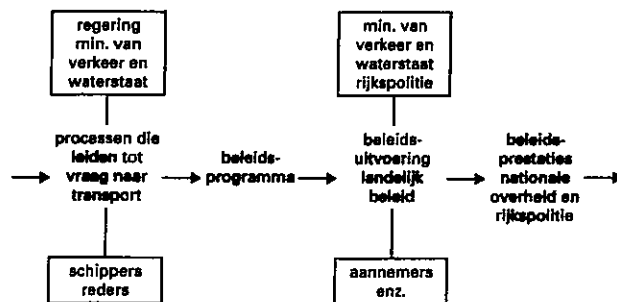 regering
min. van
verkeer en
waterstaat
min. van
verkeer en
waterstaat
rijkspolitie
processen die
leiden tot
vraag naar
transport
beleids-
programma
beleids-
uitvoering
landelijk
beleid
beleids-
prestaties
nationale
overheid en
rijkspolitie
schippers
reders
aannemers
enz.